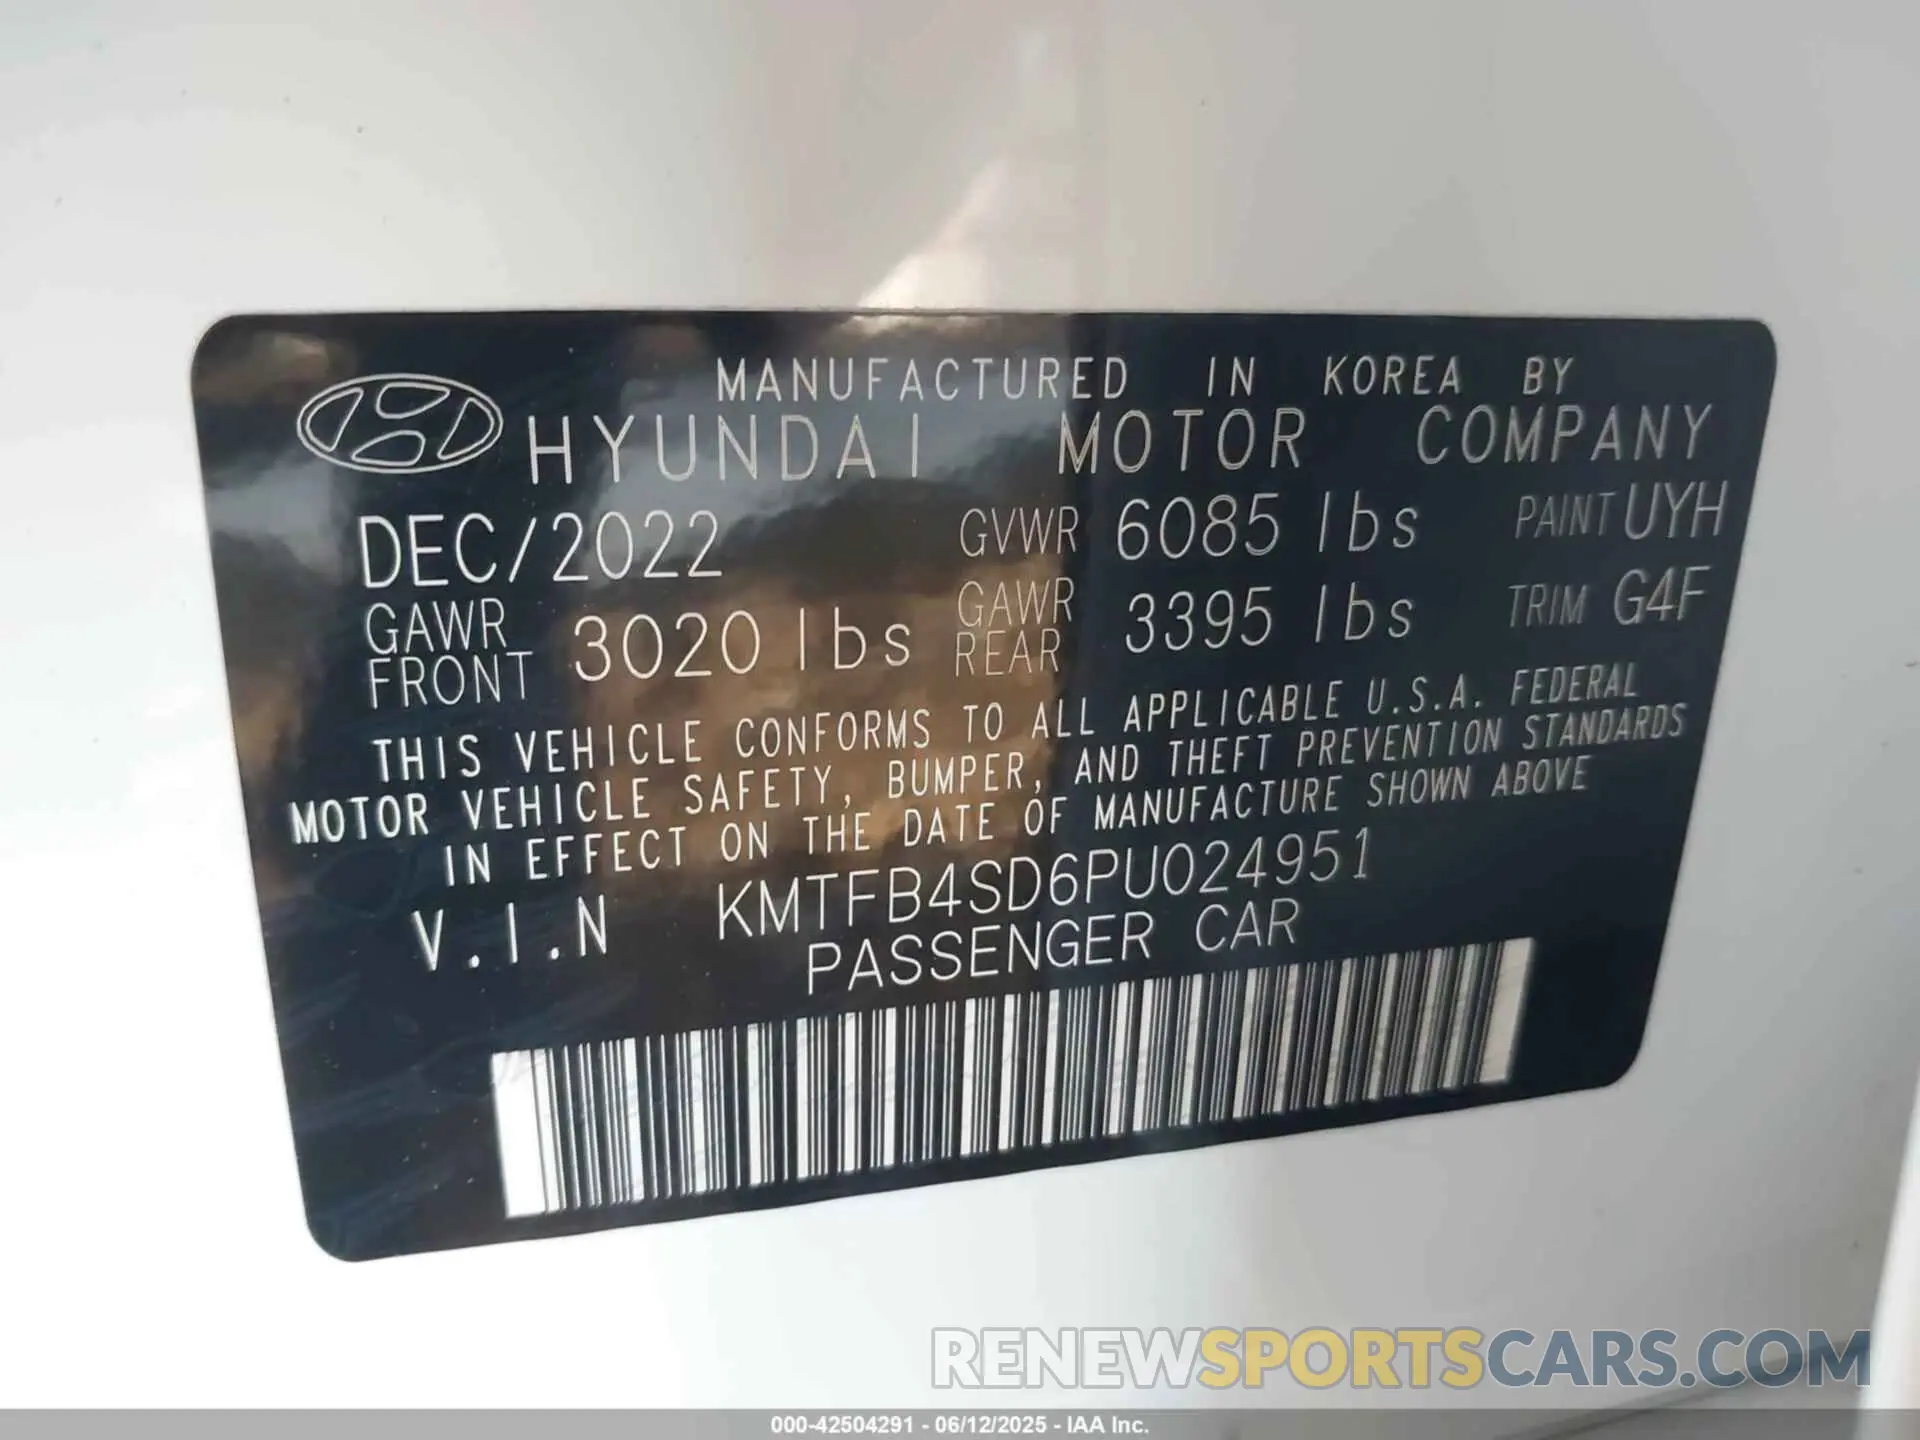 MANUFACTURED IN KOREA BY
HYUNDAI MOTOR COMPANY
DEC/2022 GVWR 6085 lbs PAINT UYH
GAWR FRONT 3020 lbs GAWR REAR 3395 lbs TRIM G4F
THIS VEHICLE CONFORMS TO ALL APPLICABLE U.S.A. FEDERAL
MOTOR VEHICLE SAFETY, BUMPER, AND THEFT PREVENTION STANDARDS
IN EFFECT ON THE DATE OF MANUFACTURE SHOWN ABOVE
V.I.N KMTFB4SD6PU024951
PASSENGER CAR
RENEWSPORTSCARS.COM
000-42504291 - 06/12/2025 - IAA Inc.